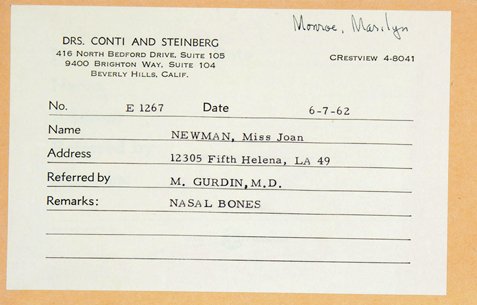 Monroe, Marilyn
DRS. CONTI AND STEINBERG
416 NORTH BEDFORD DRIVE, SUITE 105
9400 BRIGHTON WAY, SUITE 104
BEVERLY HILLS, CALIF.
CRESTVIEW 4-8041
No. E 1267 Date 6-7-62
Name NEWMAN, Miss Joan
Address 12305 Fifth Helena, LA 49
Referred by M. GURDIN,M.D.
Remarks: NASAL BONES